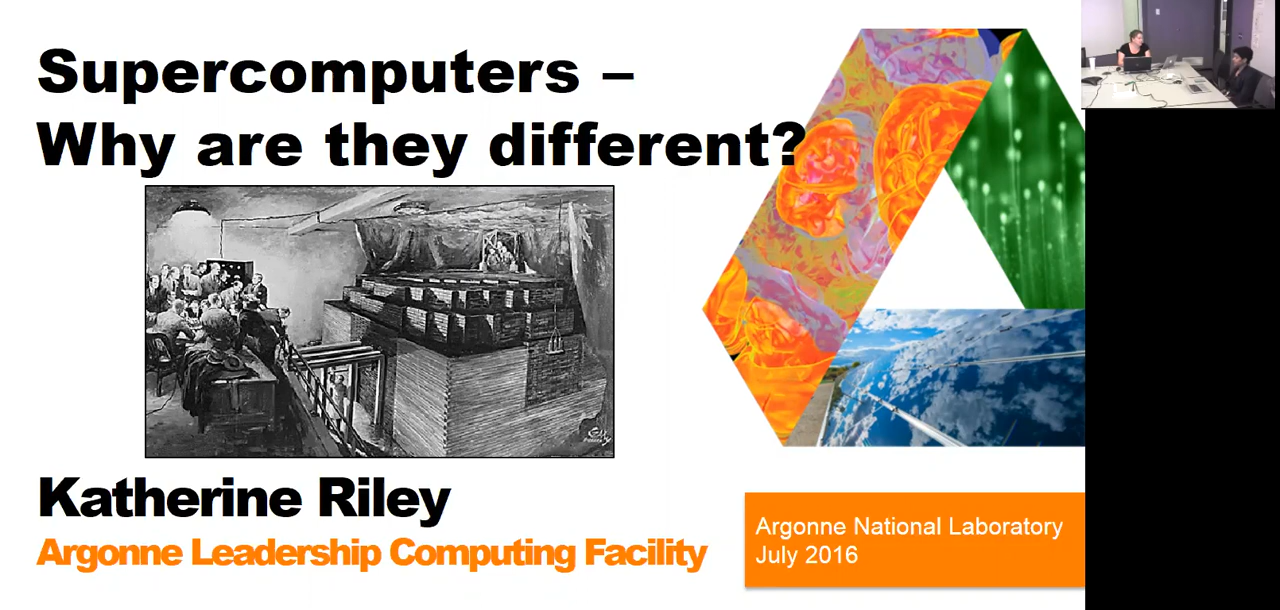 Supercomputers –
Why are they different?
Katherine Riley
Argonne Leadership Computing Facility
Argonne National Laboratory
July 2016